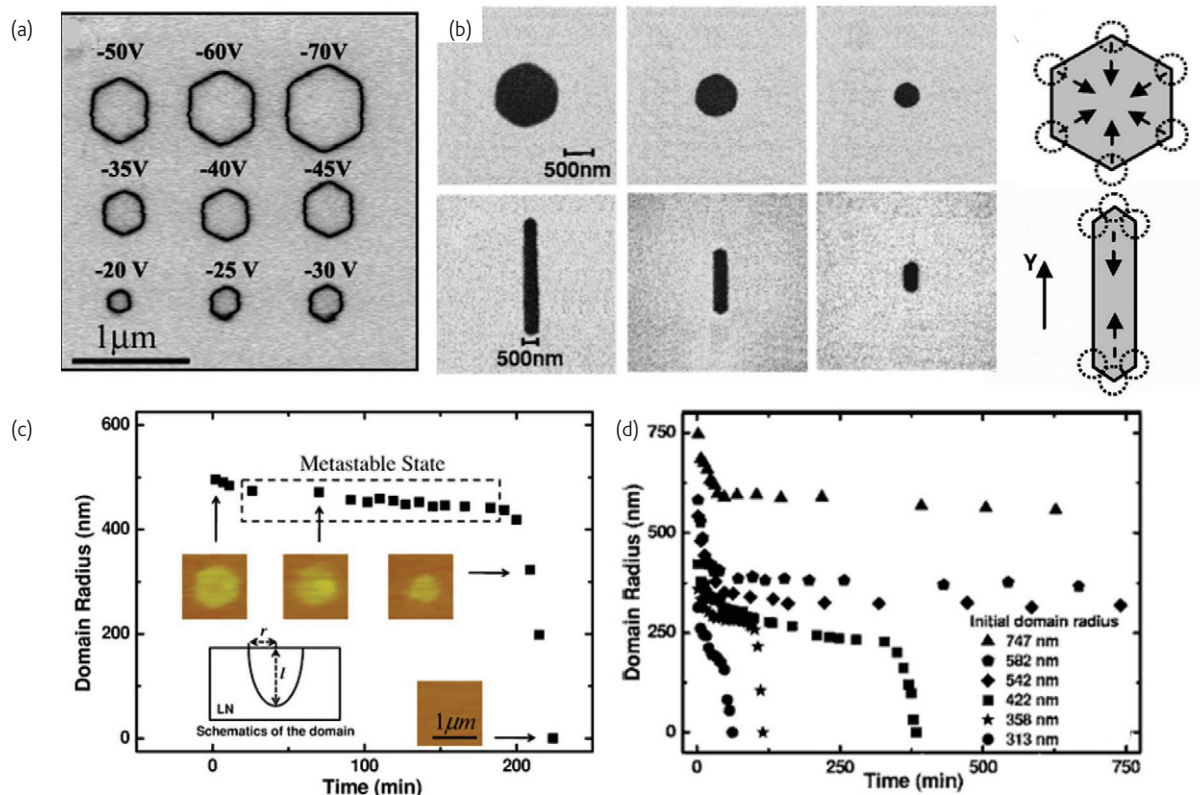 (a)
-50V -60V -70V
-35V -40V -45V
-20 V -25 V -30 V
1μm
(b)
500nm
500nm
Y
(c)
600
400
200
0
Domain Radius (nm)
Metastable State
r
l
LN
Schematics of the domain
1μm
0 100 200
Time (min)
(d)
750
500
250
0
Domain Radius (nm)
Initial domain radius
747 nm
582 nm
542 nm
422 nm
358 nm
313 nm
0 250 500 750
Time (min)